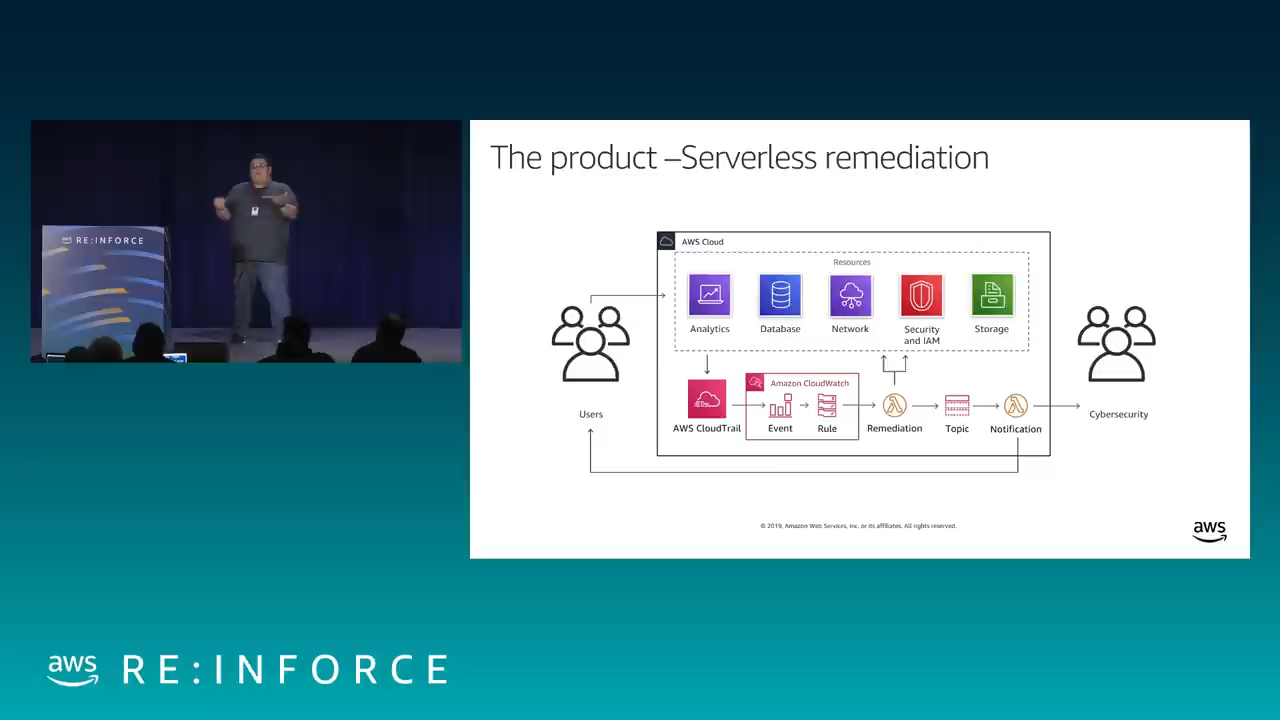 RE:INFORCE
The product –Serverless remediation
AWS Cloud
Resources
Analytics
Database
Network
Security
and IAM
Storage
Users
AWS CloudTrail
Amazon CloudWatch
Event
Rule
Remediation
Topic
Notification
Cybersecurity
© 2019, Amazon Web Services, Inc. or its affiliates. All rights reserved.
aws
aws RE:INFORCE